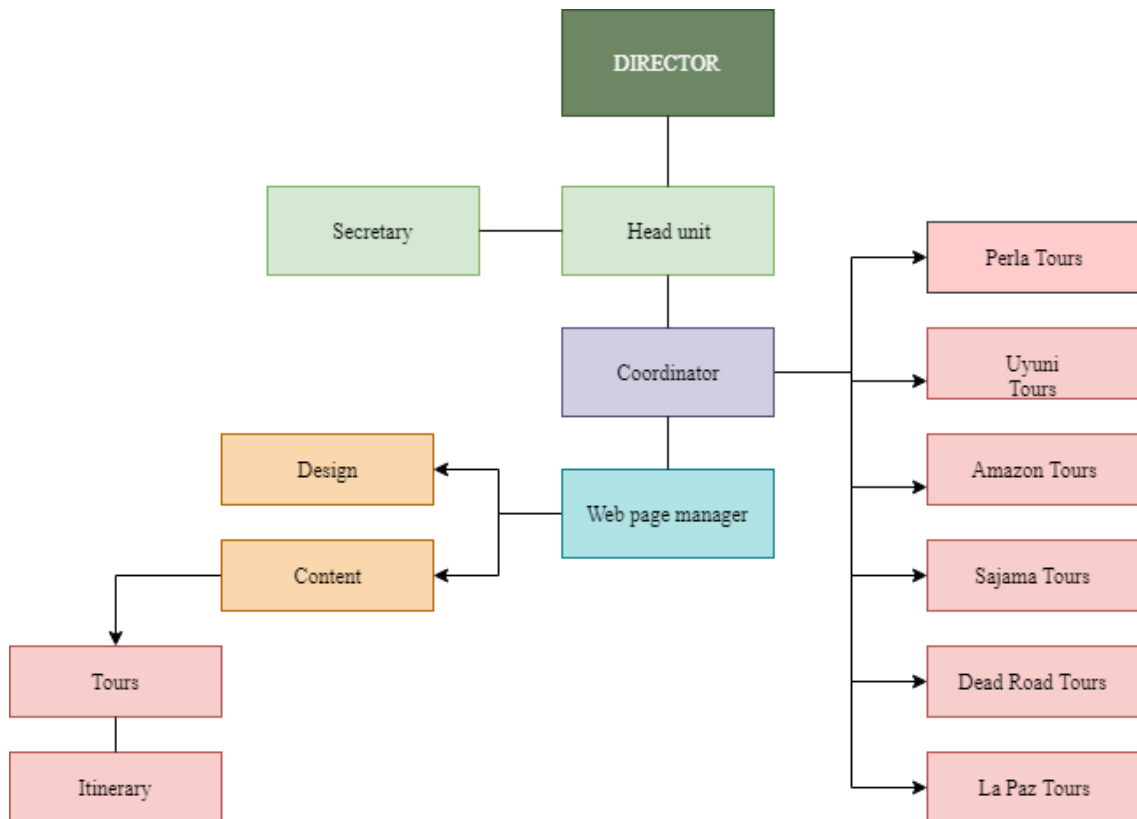 DIRECTOR
Secretary
Head unit
Perla Tours
Coordinator
Uyuni
Tours
Design
Amazon Tours
Web page manager
Content
Sajama Tours
Tours
Dead Road Tours
Itinerary
La Paz Tours